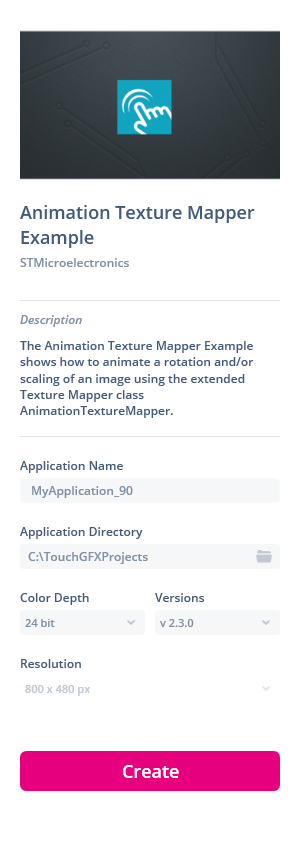 Animation Texture Mapper
Example
STMicroelectronics
Description
The Animation Texture Mapper Example
shows how to animate a rotation and/or
scaling of an image using the extended
Texture Mapper class
AnimationTextureMapper.
Application Name
MyApplication_90
Application Directory
C:\TouchGFXProjects
Color Depth
Versions
24 bit
v 2.3.0
Resolution
800 x 480 px
Create